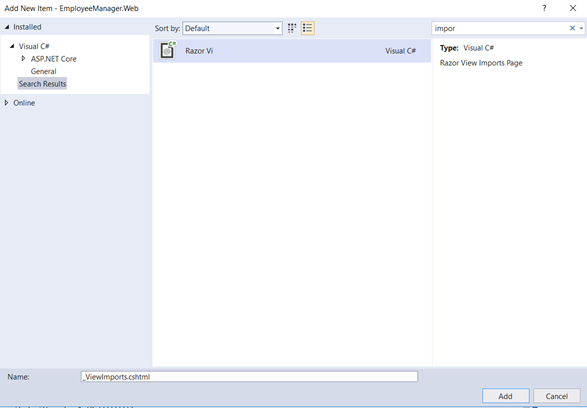 Add New Item - EmployeeManager.Web
?
Installed
Sort by: Default
impor
Visual C#
ASP.NET Core
General
Search Results
Online
C#
Razor Vi
Visual C#
Type: Visual C#
Razor View Imports Page
Name: _ViewImports.cshtml
Add
Cancel